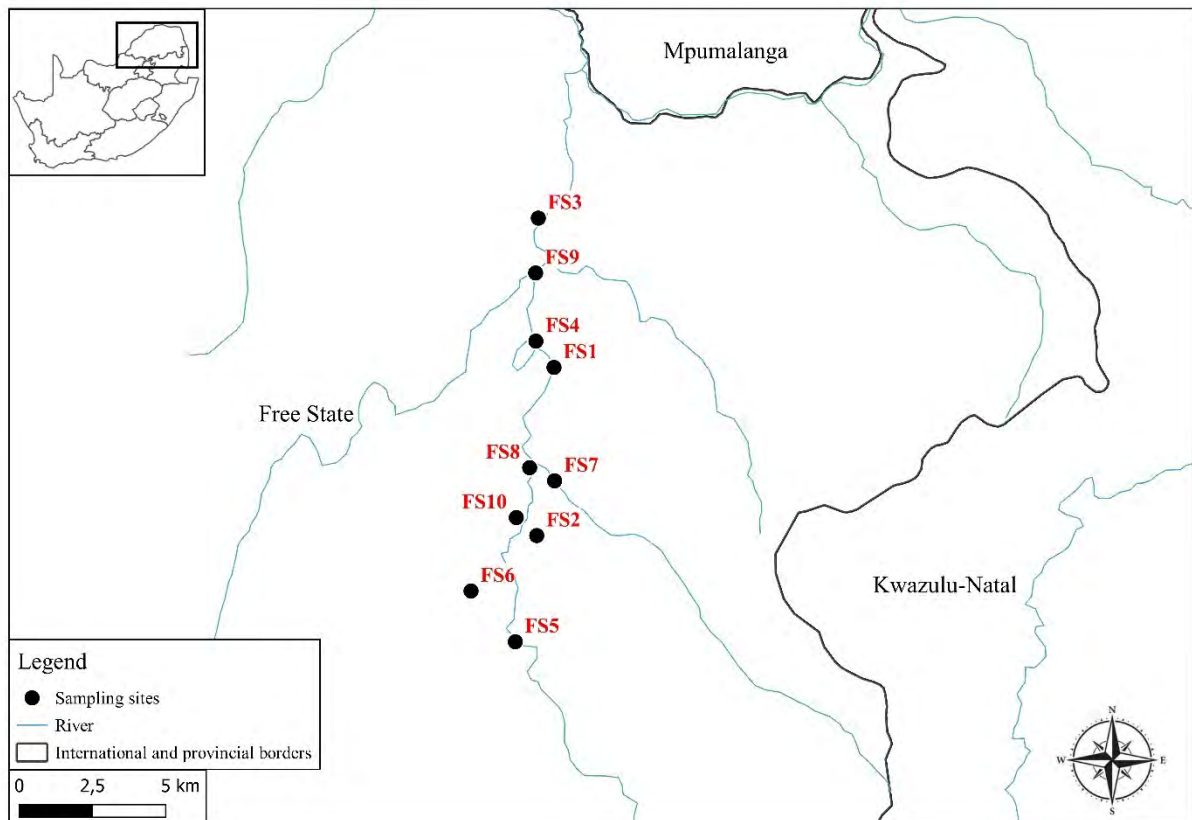 Mpumalanga
FS3
FS9
FS4
FS1
Free State
FS8
FS7
FS10
FS2
FS6
Kwazulu-Natal
FS5
Legend
Sampling sites
River
International and provincial borders
0 2,5 5 km
N
W E
S